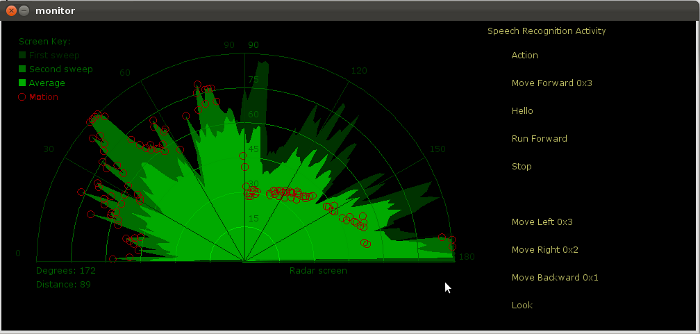 monitor
Speech Recognition Activity
Screen Key:
First sweep
Second sweep
Average
Motion
90 90
75
60
45
30
15
60
120
30
150
0
180
Degrees: 172
Distance: 89
Radar screen
Action
Move Forward 0x3
Hello
Run Forward
Stop
Move Left 0x3
Move Right 0x2
Move Backward 0x1
Look